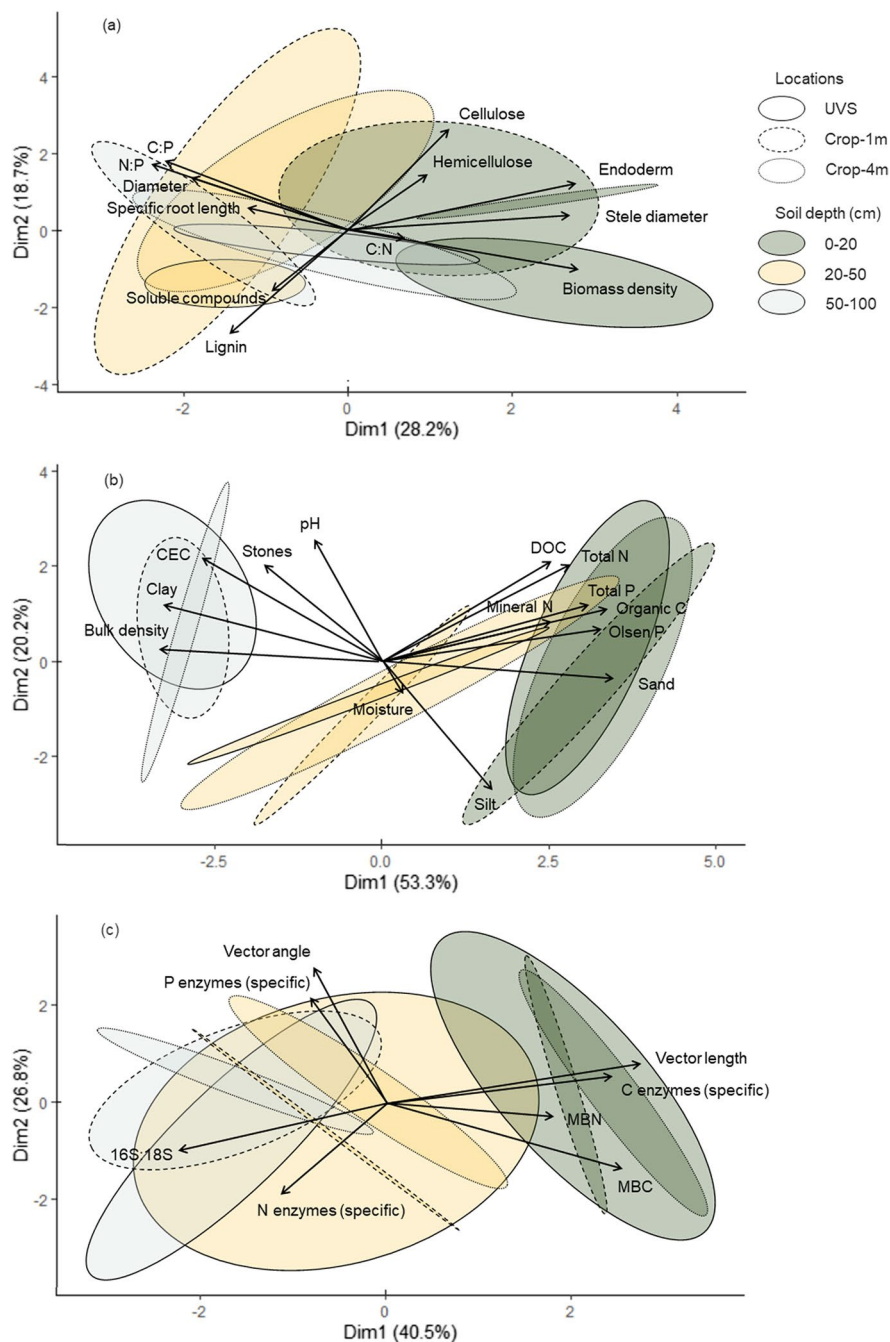 (a)
4
2
0
-2
-4
Dim2 (18.7%)
Cellulose
Hemicellulose
Endoderm
Stele diameter
Biomass density
C:P
N:P
Diameter
Specific root length
C:N
Soluble compounds
Lignin
-2
0
2
4
Dim1 (28.2%)
Locations
UVS
Crop-1m
Crop-4m
Soil depth (cm)
0-20
20-50
50-100
(b)
4
2
0
-2
Dim2 (20.2%)
pH
CEC
Stones
Clay
Bulk density
DOC
Total N
Total P
Mineral N
Organic C
Olsen P
Sand
Moisture
Silt
-2.5
0.0
2.5
5.0
Dim1 (53.3%)
(c)
2
0
-2
Dim2 (26.8%)
Vector angle
P enzymes (specific)
Vector length
C enzymes (specific)
MBN
MBC
16S:18S
N enzymes (specific)
-2
0
2
Dim1 (40.5%)